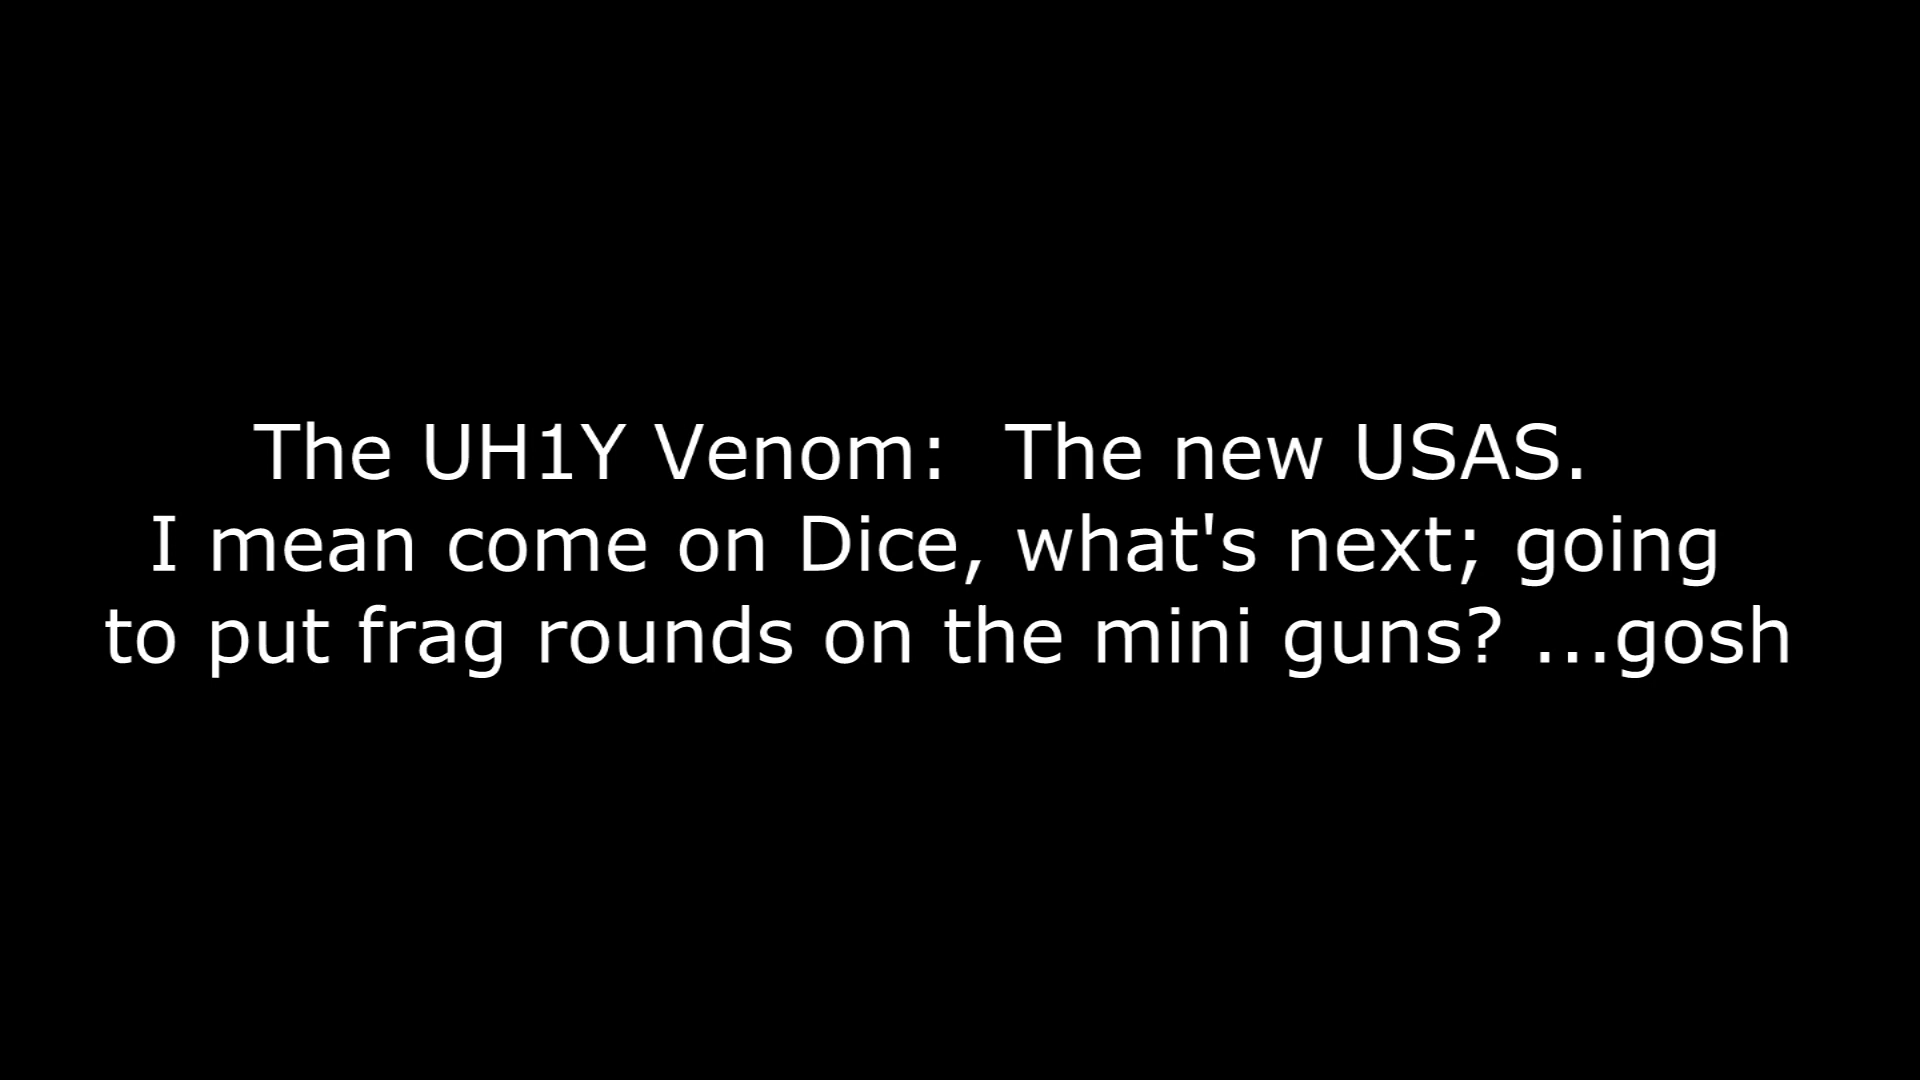 The UH1Y Venom:  The new USAS.
I mean come on Dice, what's next; going
to put frag rounds on the mini guns? ...gosh